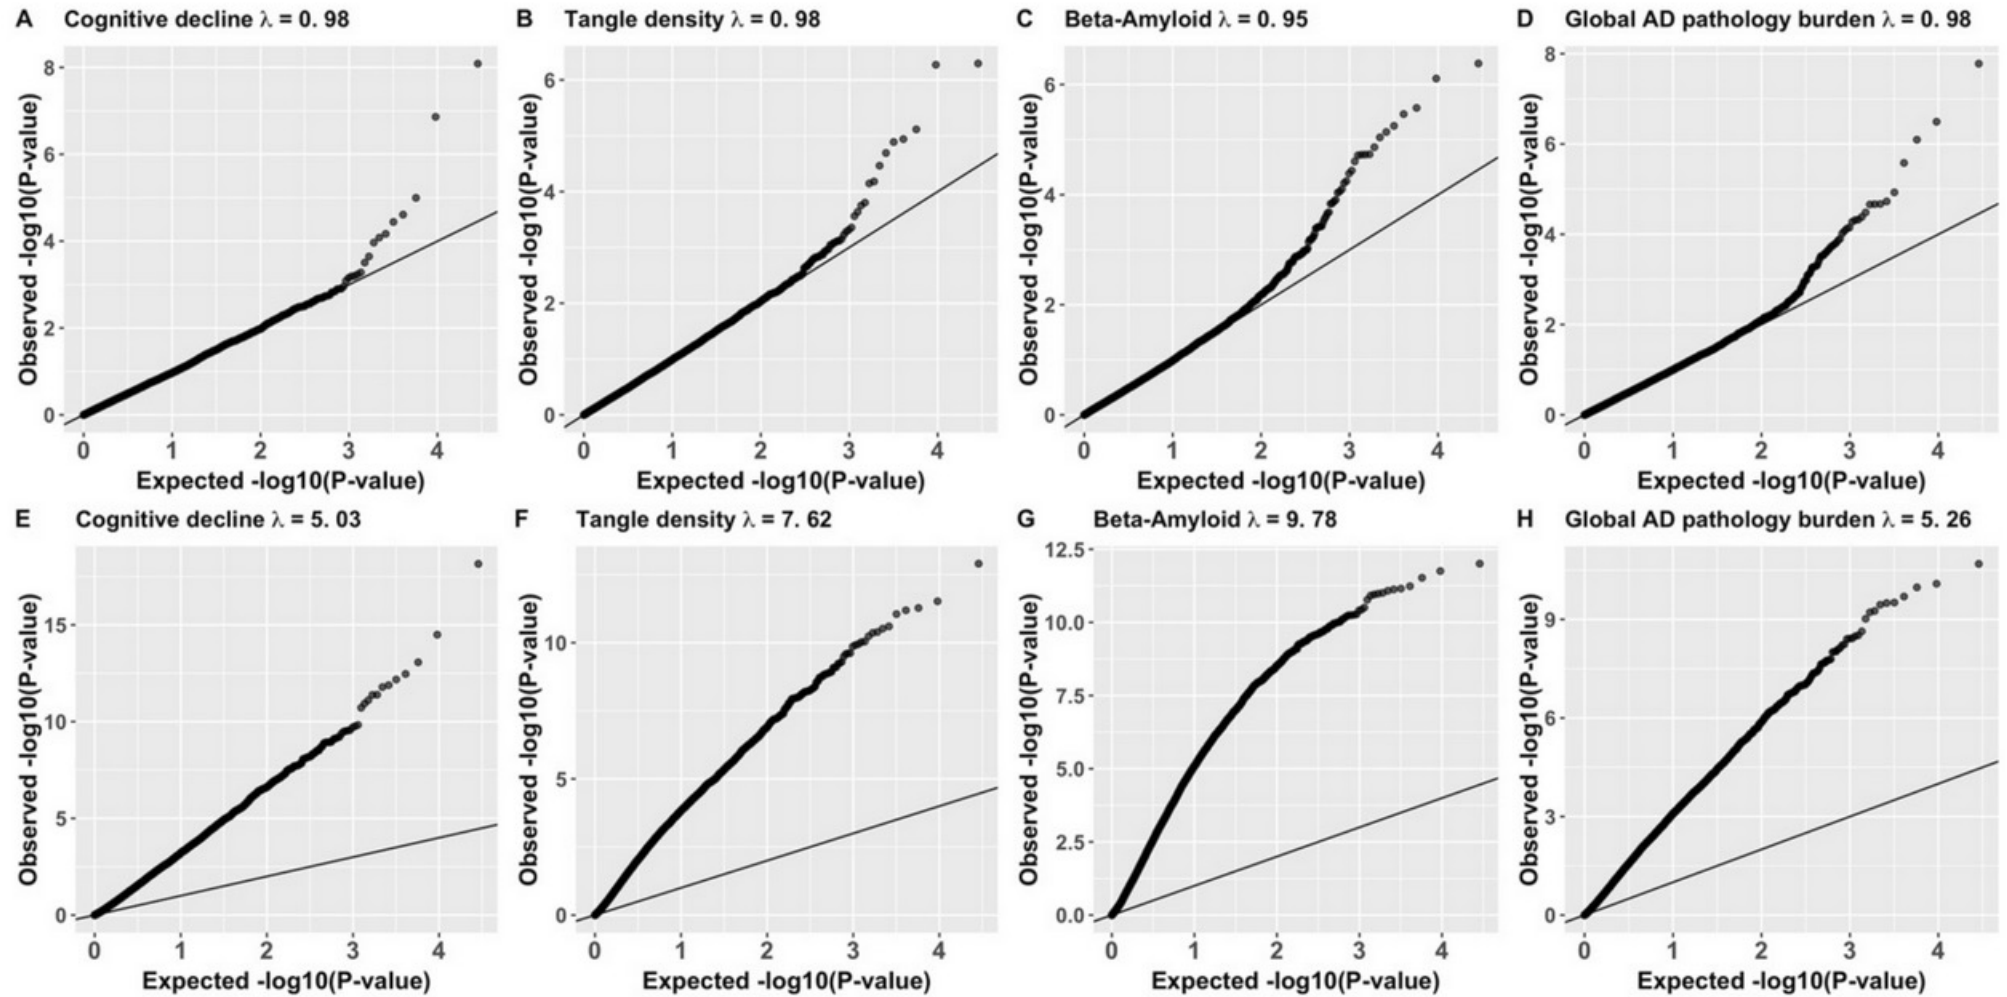 A Cognitive decline λ = 0. 98
B Tangle density λ = 0. 98
C Beta-Amyloid λ = 0. 95
D Global AD pathology burden λ = 0. 98
Observed -log10(P-value)
8
6
4
2
0
0 1 2 3 4
Expected -log10(P-value)
Observed -log10(P-value)
6
4
2
0
0 1 2 3 4
Expected -log10(P-value)
Observed -log10(P-value)
6
4
2
0
0 1 2 3 4
Expected -log10(P-value)
Observed -log10(P-value)
8
6
4
2
0
0 1 2 3 4
Expected -log10(P-value)
E Cognitive decline λ = 5. 03
F Tangle density λ = 7. 62
G Beta-Amyloid λ = 9. 78
H Global AD pathology burden λ = 5. 26
Observed -log10(P-value)
15
10
5
0
0 1 2 3 4
Expected -log10(P-value)
Observed -log10(P-value)
10
5
0
0 1 2 3 4
Expected -log10(P-value)
Observed -log10(P-value)
12.5
10.0
7.5
5.0
2.5
0.0
0 1 2 3 4
Expected -log10(P-value)
Observed -log10(P-value)
9
6
3
0
0 1 2 3 4
Expected -log10(P-value)